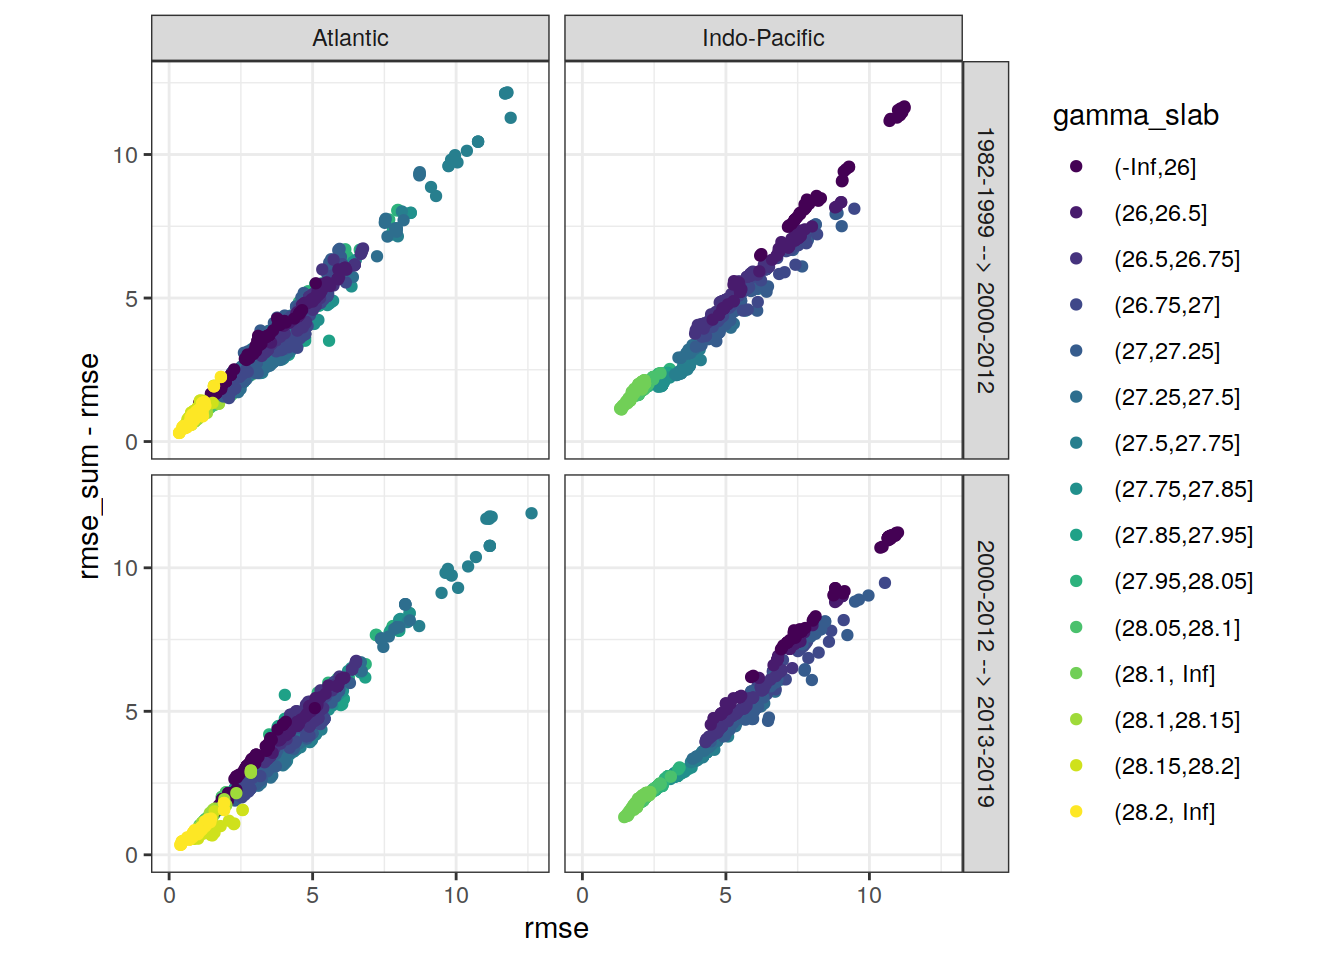 Atlantic
Indo-Pacific
1982-1999 --> 2000-2012
2000-2012 --> 2013-2019
rmse_sum - rmse
10
5
0
10
5
0
0
5
10
0
5
10
rmse
gamma_slab
(-Inf,26]
(26,26.5]
(26.5,26.75]
(26.75,27]
(27,27.25]
(27.25,27.5]
(27.5,27.75]
(27.75,27.85]
(27.85,27.95]
(27.95,28.05]
(28.05,28.1]
(28.1, Inf]
(28.1,28.15]
(28.15,28.2]
(28.2, Inf]